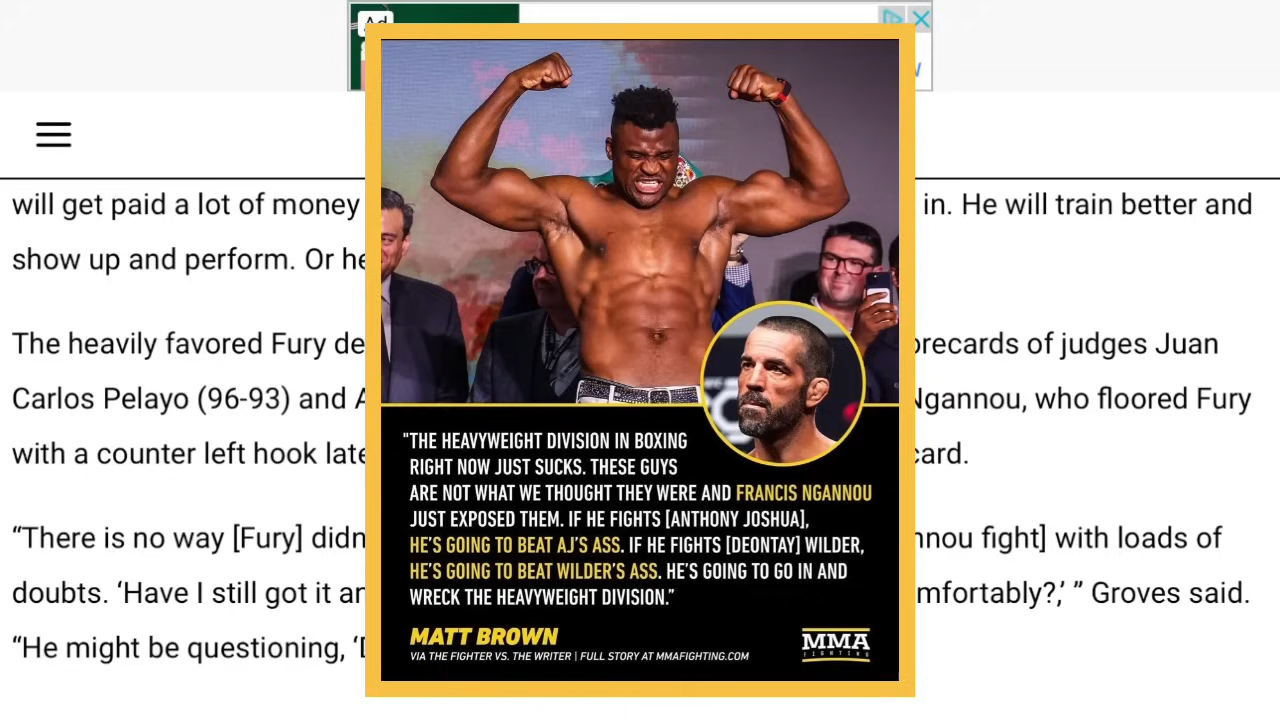 Ad
will get paid a lot of money
in. He will train better and
show up and perform. Or he
The heavily favored Fury de
recards of judges Juan
Carlos Pelayo (96-93) and A
Ngannou, who floored Fury
with a counter left hook late
card.
“There is no way [Fury] didn
nnou fight] with loads of
doubts. ‘Have I still got it an
mfortably?,’ ” Groves said.
“He might be questioning, ‘D
"THE HEAVYWEIGHT DIVISION IN BOXING
RIGHT NOW JUST SUCKS. THESE GUYS
ARE NOT WHAT WE THOUGHT THEY WERE AND FRANCIS NGANNOU
JUST EXPOSED THEM. IF HE FIGHTS [ANTHONY JOSHUA],
HE'S GOING TO BEAT AJ'S ASS. IF HE FIGHTS [DEONTAY] WILDER,
HE'S GOING TO BEAT WILDER'S ASS. HE'S GOING TO GO IN AND
WRECK THE HEAVYWEIGHT DIVISION.”
MATT BROWN
VIA THE FIGHTER VS. THE WRITER | FULL STORY AT MMAFIGHTING.COM
MMA
FIGHTING